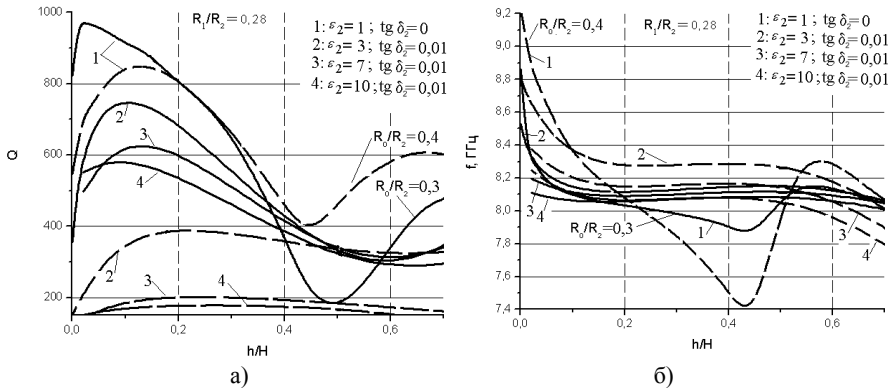 а)
R₁/R₂ = 0,28
1: ε₂= 1 ; tg δ₂= 0
2: ε₂= 3 ; tg δ₂= 0,01
3: ε₂= 7 ; tg δ₂= 0,01
4: ε₂= 10 ; tg δ₂= 0,01
Q
1000
800
600
400
200
1
2
3
4
2
3
4
R₀/R₂= 0,4
R₀/R₂= 0,3
0,0
0,2
0,4
0,6
h/H
а)
б)
R₁/R₂ = 0,28
1: ε₂= 1 ; tg δ₂= 0
2: ε₂= 3 ; tg δ₂= 0,01
3: ε₂= 7 ; tg δ₂= 0,01
4: ε₂= 10 ; tg δ₂= 0,01
f, ГГц
9,2
9,0
8,8
8,6
8,4
8,2
8,0
7,8
7,6
7,4
R₀/R₂= 0,4
1
2
2
3
4
R₀/R₂= 0,3
1
3
4
0,0
0,2
0,4
0,6
h/H
б)